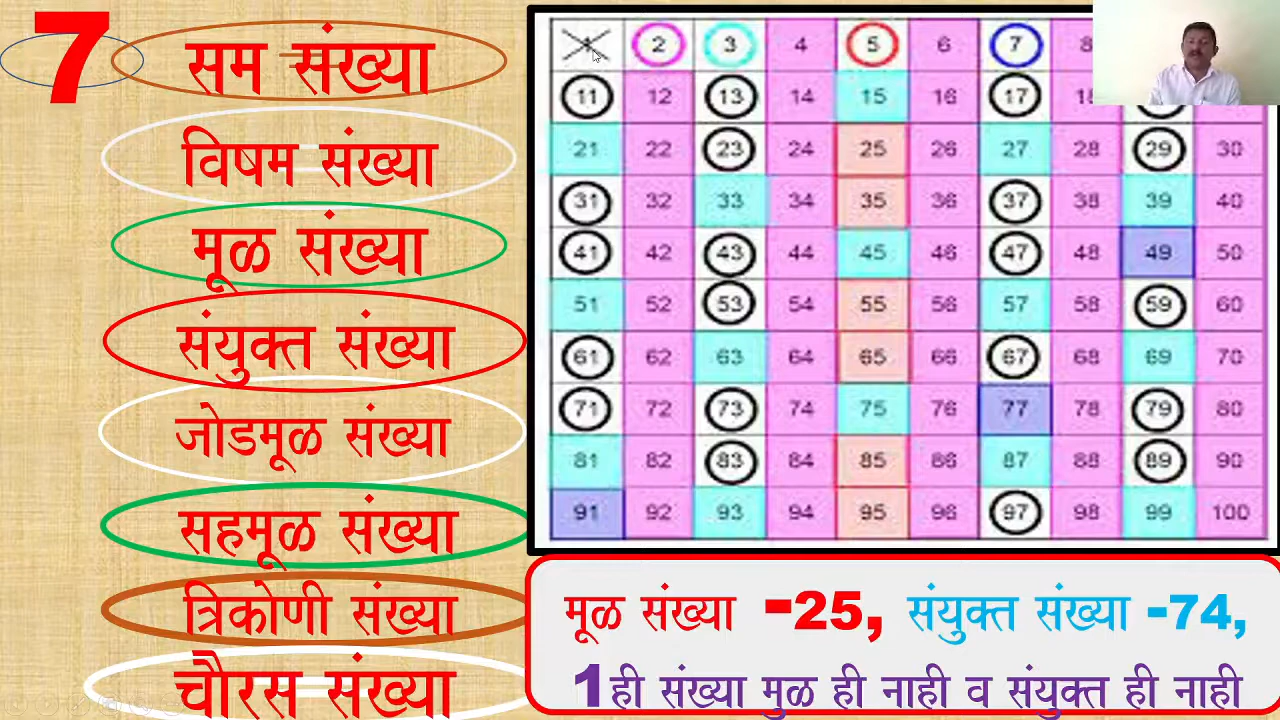 7
सम संख्या
विषम संख्या
मूळ संख्या
संयुक्त संख्या
जोडमूळ संख्या
सहमूळ संख्या
त्रिकोणी संख्या
चौरस संख्या
1 2 3 4 5 6 7 8
11 12 13 14 15 16 17
21 22 23 24 25 26 27 28 29 30
31 32 33 34 35 36 37 38 39 40
41 42 43 44 45 46 47 48 49 50
51 52 53 54 55 56 57 58 59 60
61 62 63 64 65 66 67 68 69 70
71 72 73 74 75 76 77 78 79 80
81 82 83 84 85 86 87 88 89 90
91 92 93 94 95 96 97 98 99 100
मूळ संख्या -25, संयुक्त संख्या -74,
1ही संख्या मुळ ही नाही व संयुक्त ही नाही